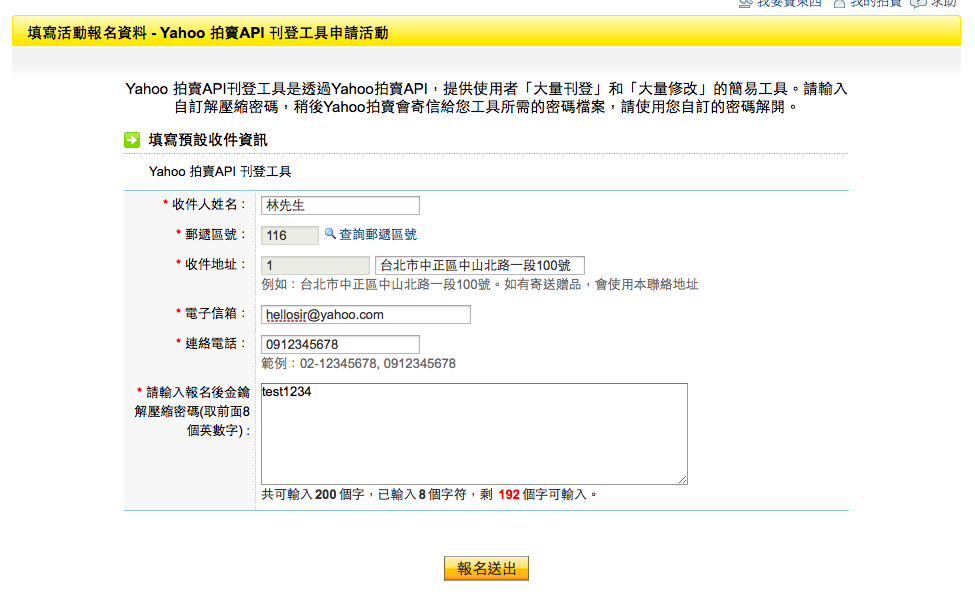 我要賣東西 我的拍賣 求助
填寫活動報名資料 - Yahoo 拍賣API 刊登工具申請活動
Yahoo 拍賣API刊登工具是透過Yahoo拍賣API，提供使用者「大量刊登」和「大量修改」的簡易工具。請輸入
自訂解壓縮密碼，稍後Yahoo拍賣會寄信給您工具所需的密碼檔案，請使用您自訂的密碼解開。
填寫預設收件資訊
Yahoo 拍賣API 刊登工具
* 收件人姓名： 林先生
* 郵遞區號： 116 查詢郵遞區號
* 收件地址： 1 台北市中正區中山北路一段100號
例如：台北市中正區中山北路一段100號。如有寄送贈品，會使用本聯絡地址
* 電子信箱： hellosir@yahoo.com
* 連絡電話： 0912345678
範例：02-12345678, 0912345678
* 請輸入報名後金鑰
解壓縮密碼(取前面8
個英數字)：
test1234
共可輸入 200 個字，已輸入 8 個字符，剩 192 個字可輸入。
報名送出